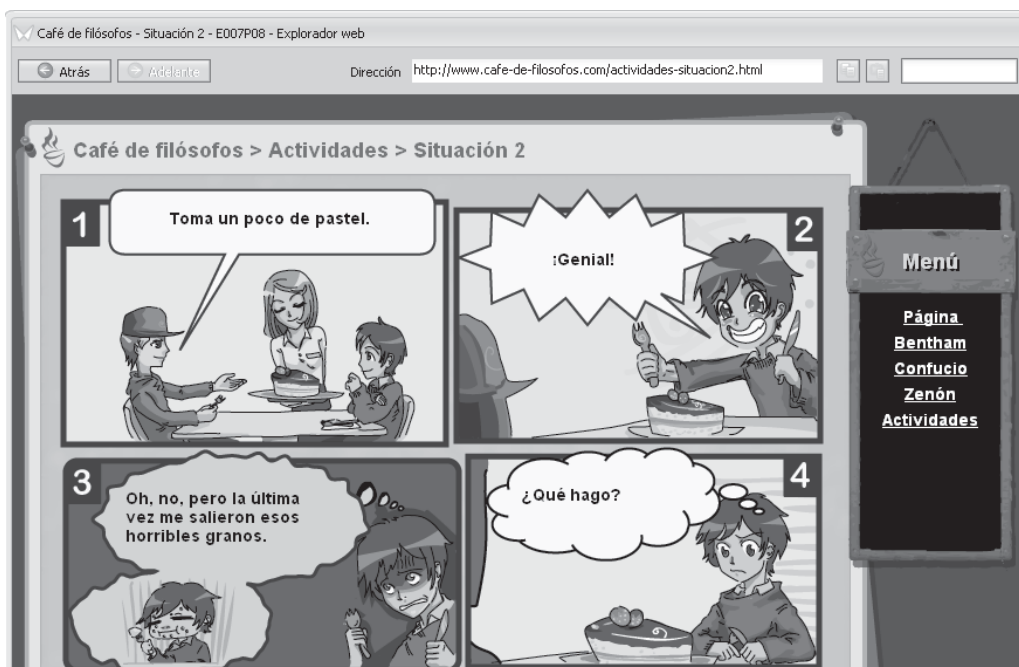 Café de filósofos - Situación 2 - E007P08 - Explorador web
Atrás
Adelante
Dirección
http://www.cafe-de-filosofos.com/actividades-situacion2.html
Café de filósofos > Actividades > Situación 2
1
Toma un poco de pastel.
2
¡Genial!
3
Oh, no, pero la última
vez me salieron esos
horribles granos.
4
¿Qué hago?
Menú
Página
Bentham
Confucio
Zenón
Actividades